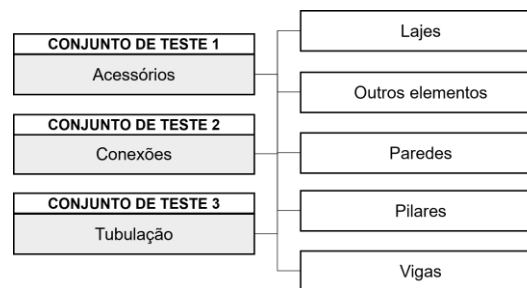 CONJUNTO DE TESTE 1
Acessórios
CONJUNTO DE TESTE 2
Conexões
CONJUNTO DE TESTE 3
Tubulação
Lajes
Outros elementos
Paredes
Pilares
Vigas